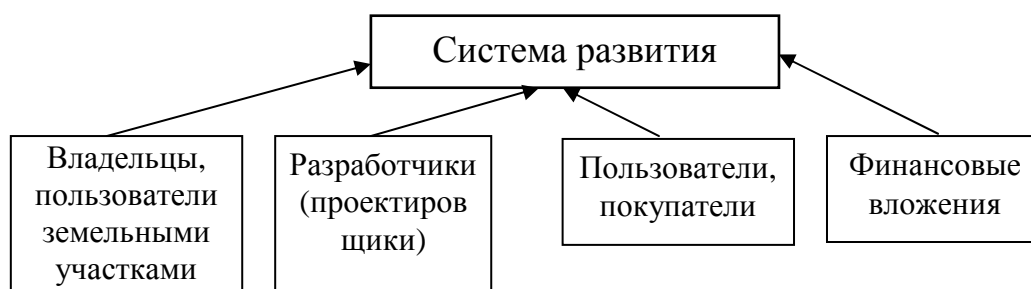 Система развития
Владельцы,
пользователи
земельными
участками
Разработчики
(проектиров
щики)
Пользователи,
покупатели
Финансовые
вложения